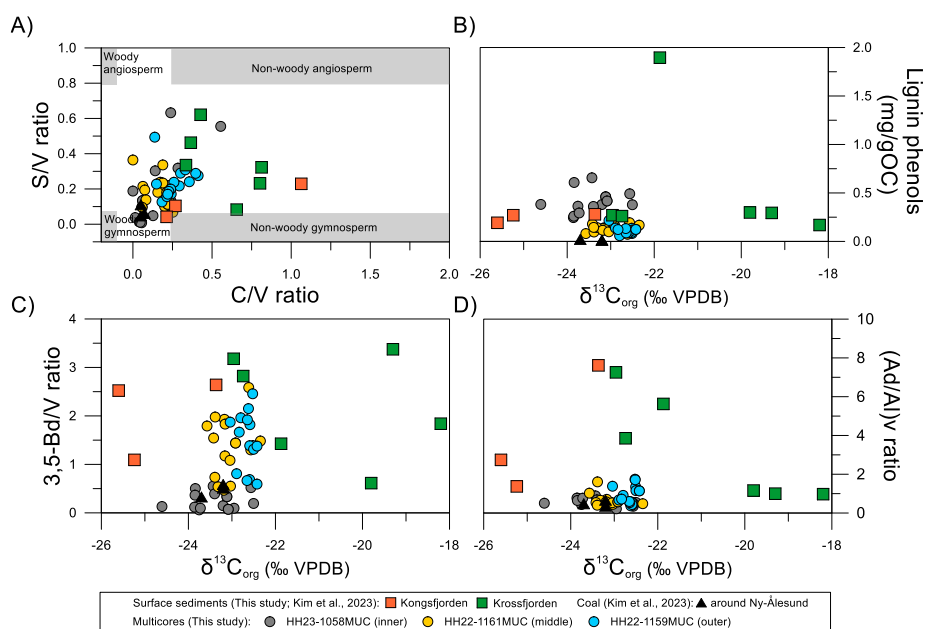 A)
B)
1.0
0.8
0.6
0.4
0.2
0.0
S/V ratio
Woody
angiosperm
Non-woody angiosperm
Woody
gymnosperm
Non-woody gymnosperm
0.0
0.5
1.0
1.5
2.0
C/V ratio
2.0
1.5
1.0
0.5
0.0
Lignin phenols
(mg/gOC)
-26
-24
-22
-20
-18
δ¹³Corg (‰ VPDB)
C)
D)
4
3
2
1
0
3,5-Bd/V ratio
-26
-24
-22
-20
-18
δ¹³Corg (‰ VPDB)
10
8
6
4
2
0
(Ad/Al)v ratio
-26
-24
-22
-20
-18
δ¹³Corg (‰ VPDB)
Surface sediments (This study; Kim et al., 2023): Kongsfjorden Krossfjorden Coal (Kim et al., 2023): around Ny-Ålesund
Multicores (This study): HH23-1058MUC (inner) HH22-1161MUC (middle) HH22-1159MUC (outer)